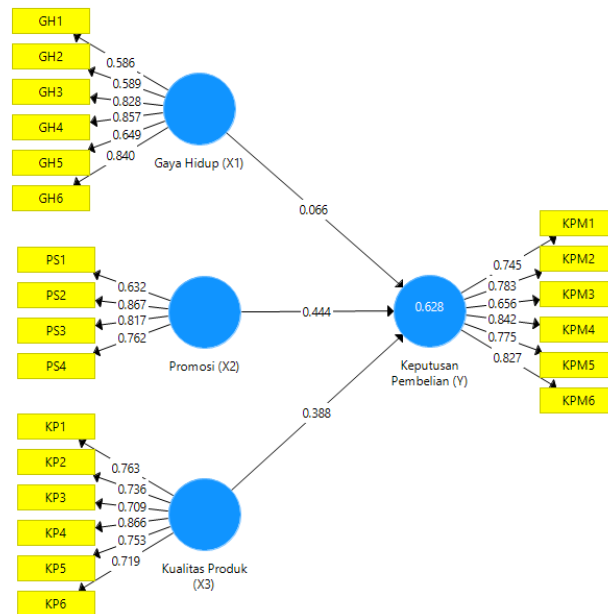 GH1
GH2
GH3
GH4
GH5
GH6
0.586
0.589
0.828
0.857
0.649
0.840
Gaya Hidup (X1)
0.066
PS1
PS2
PS3
PS4
0.632
0.867
0.817
0.762
Promosi (X2)
0.444
KP1
KP2
KP3
KP4
KP5
KP6
0.763
0.736
0.709
0.866
0.753
0.719
Kualitas Produk
(X3)
0.388
0.628
Keputusan
Pembelian (Y)
0.745
0.783
0.656
0.842
0.775
0.827
KPM1
KPM2
KPM3
KPM4
KPM5
KPM6